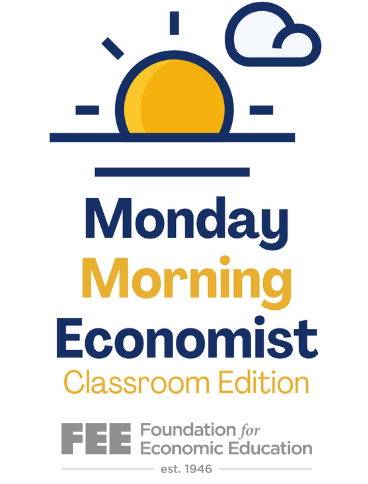 Monday
Morning
Economist
Classroom Edition
FEE Foundation for
Economic Education
est. 1946